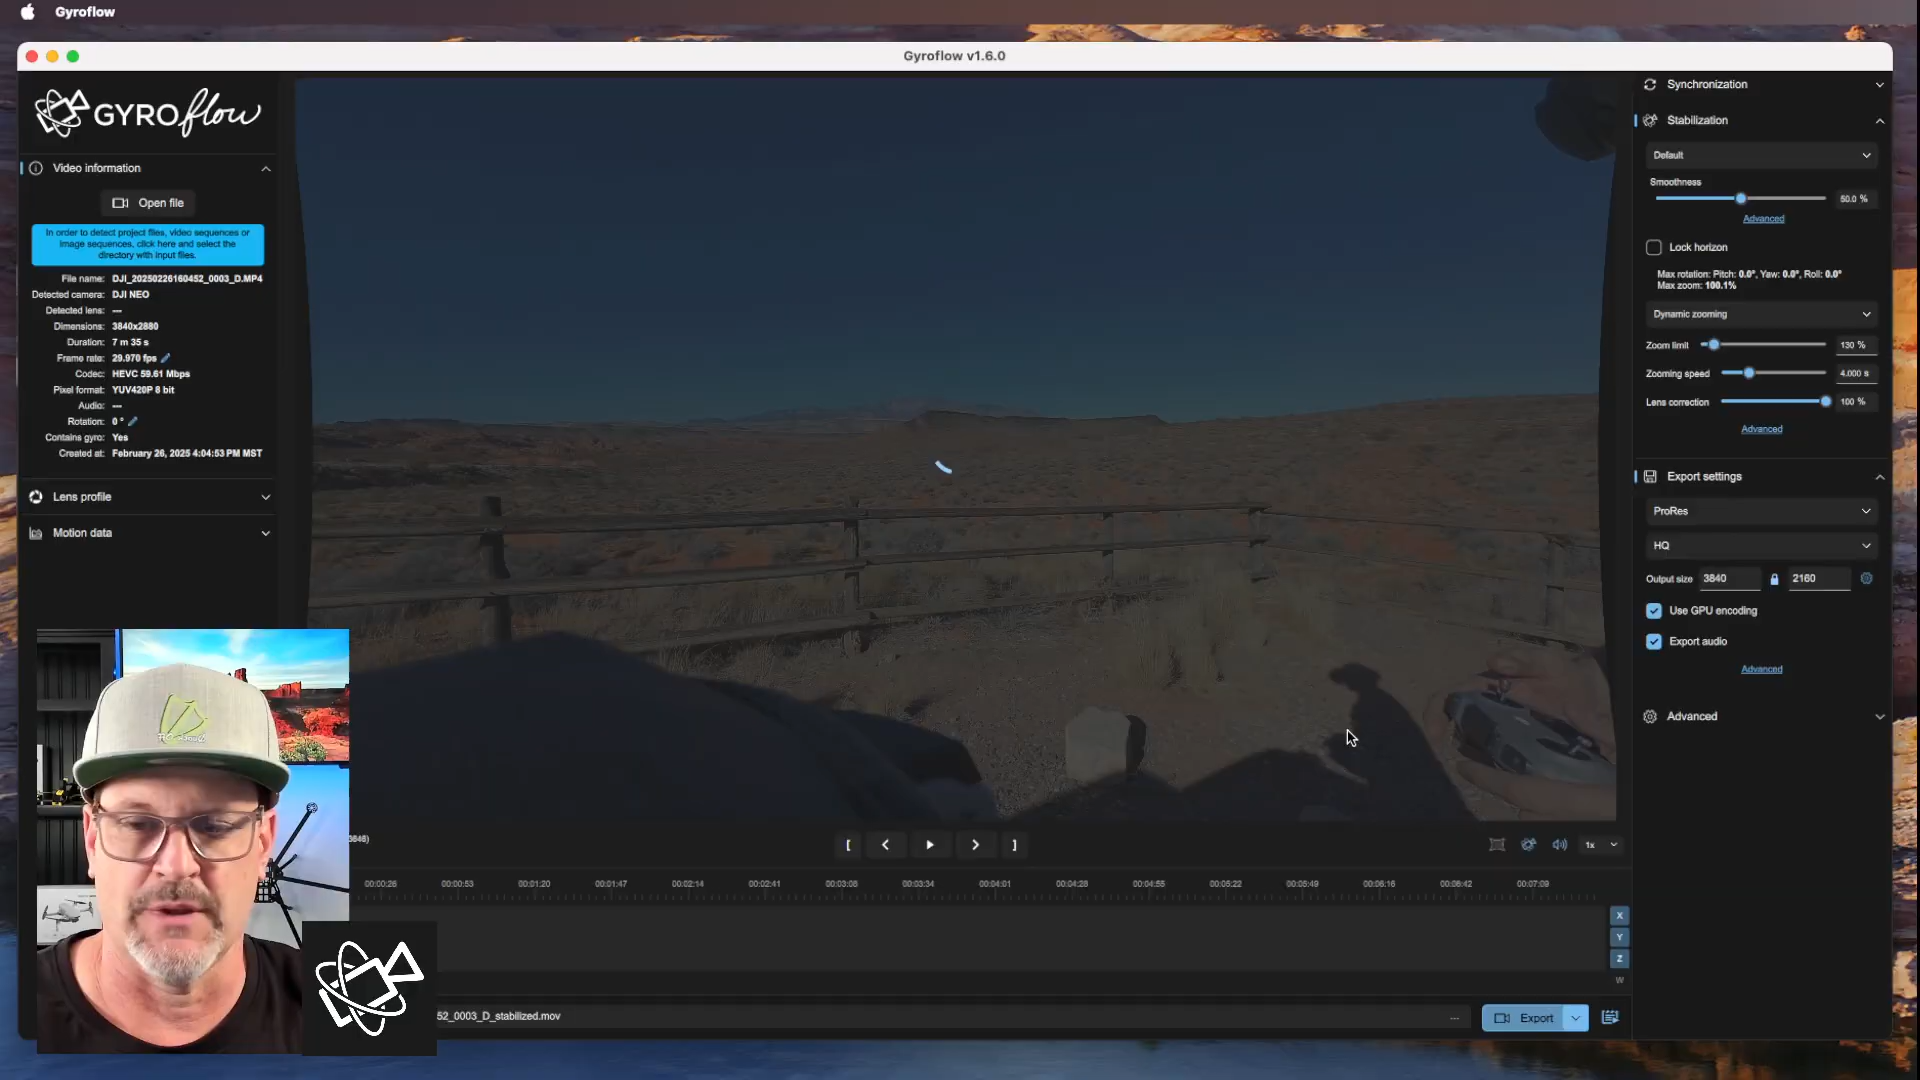 Gyroflow
Gyroflow v1.6.0
GYROflow
Video information
Open file
In order to detect project files, video sequences or
image sequences, click here and select the
directory with input files.
File name: DJI_20250226160452_0003_D.MP4
Detected camera: DJI NEO
Detected lens: ---
Dimensions: 3840x2880
Duration: 7 m 35 s
Frame rate: 29.970 fps
Codec: HEVC 59.61 Mbps
Pixel format: YUV420P 8 bit
Audio: ---
Rotation: 0 °
Contains gyro: Yes
Created at: February 26, 2025 4:04:53 PM MST
Lens profile
Motion data
Synchronization
Stabilization
Default
Smoothness
50.0 %
Advanced
Lock horizon
Max rotation: Pitch: 0.0°, Yaw: 0.0°, Roll: 0.0°
Max zoom: 100.1%
Dynamic zooming
Zoom limit 130 %
Zooming speed 4.000 s
Lens correction 100 %
Advanced
Export settings
ProRes
HQ
Output size 3840 2160
Use GPU encoding
Export audio
Advanced
Advanced
[ ]
1x
00:00:26 00:00:53 00:01:20 00:01:47 00:02:14 00:02:41 00:03:08 00:03:34 00:04:01 00:04:28 00:04:55 00:05:22 00:05:49 00:06:16 00:06:42 00:07:09
X
Y
Z
W
52_0003_D_stabilized.mov
...
Export